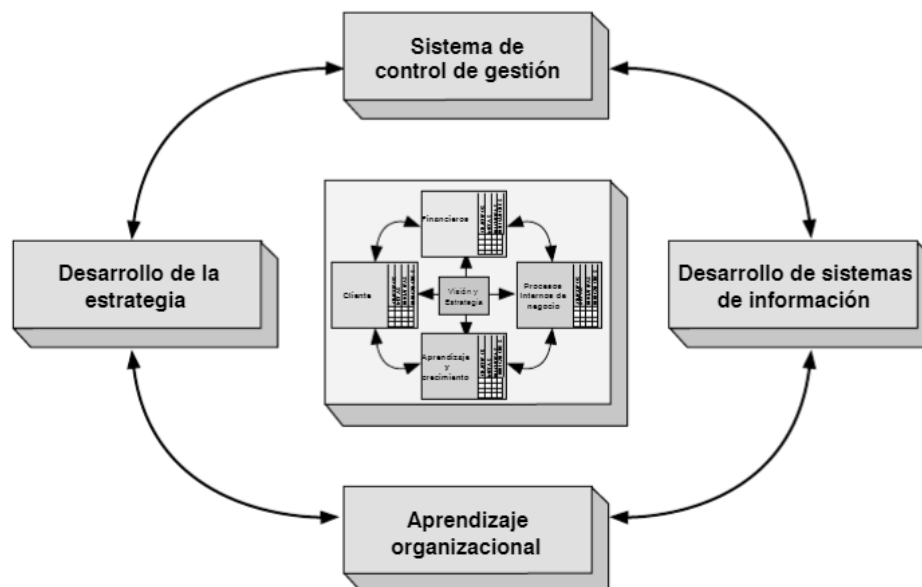 Sistema de
control de gestión
Desarrollo de la
estrategia
Financieros
Cliente
Visión y
Estrategia
Procesos
Internos de
negocio
Aprendizaje
y
crecimiento
Desarrollo de sistemas
de información
Aprendizaje
organizacional